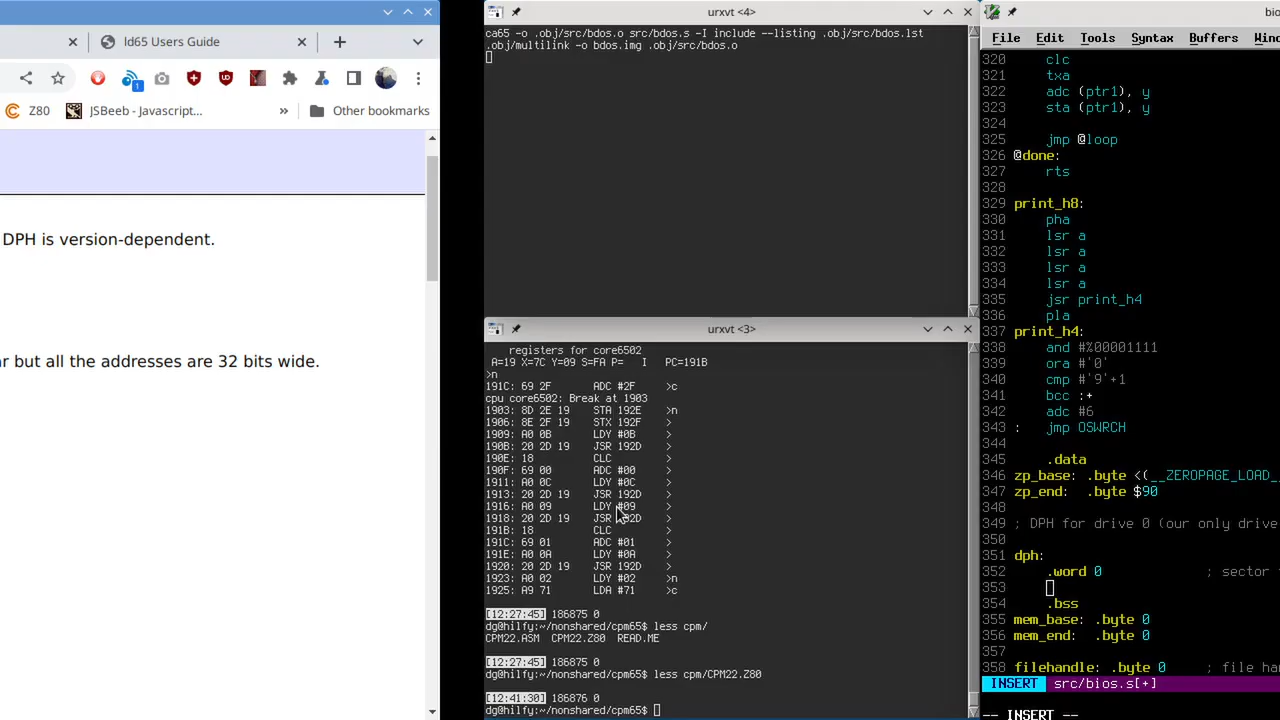 ld65 Users Guide
1
Z80
JSBeeb - Javascript...
»
Other bookmarks
DPH is version-dependent.
ar but all the addresses are 32 bits wide.
urxvt <4>
ca65 -o .obj/src/bdos.o src/bdos.s -I include --listing .obj/src/bdos.lst
.obj/multilink -o bdos.img .obj/src/bdos.o
urxvt <3>
registers for core6502
A=19 X=7C Y=09 S=FA P=   I   PC=191B
>n
191C: 69 2F       ADC #2F     >c
cpu core6502: Break at 1903
1903: 8D 2E 19    STA 192E    >n
1906: 8E 2F 19    STX 192F    >
1909: A0 0B       LDY #0B     >
190B: 20 2D 19    JSR 192D    >
190E: 18          CLC         >
190F: 69 00       ADC #00     >
1911: A0 0C       LDY #0C     >
1913: 20 2D 19    JSR 192D    >
1916: A0 09       LDY #09     >
1918: 20 2D 19    JSR 192D    >
191B: 18          CLC         >
191C: 69 01       ADC #01     >
191E: A0 0A       LDY #0A     >
1920: 20 2D 19    JSR 192D    >
1923: A0 02       LDY #02     >n
1925: A9 71       LDA #71     >c
[12:27:45] 186875 0
dg@hilfy:~/nonshared/cpm65$ less cpm/
CPM22.ASM  CPM22.Z80  READ.ME
[12:27:45] 186875 0
dg@hilfy:~/nonshared/cpm65$ less cpm/CPM22.Z80
[12:41:30] 186876 0
dg@hilfy:~/nonshared/cpm65$
bio
File Edit Tools Syntax Buffers Wind
320     clc
321     txa
322     adc (ptr1), y
323     sta (ptr1), y
324
325     jmp @loop
326 @done:
327     rts
328
329 print_h8:
330     pha
331     lsr a
332     lsr a
333     lsr a
334     lsr a
335     jsr print_h4
336     pla
337 print_h4:
338     and #%00001111
339     ora #'0'
340     cmp #'9'+1
341     bcc :+
342     adc #6
343 :   jmp OSWRCH
344
345     .data
346 zp_base: .byte <(__ZEROPAGE_LOAD_
347 zp_end:  .byte $90
348
349 ; DPH for drive 0 (our only drive
350
351 dph:
352     .word 0             ; sector
353
354     .bss
355 mem_base: .byte 0
356 mem_end:  .byte 0
357
358 filehandle: .byte 0     ; file han
INSERT src/bios.s[+]
-- INSERT --